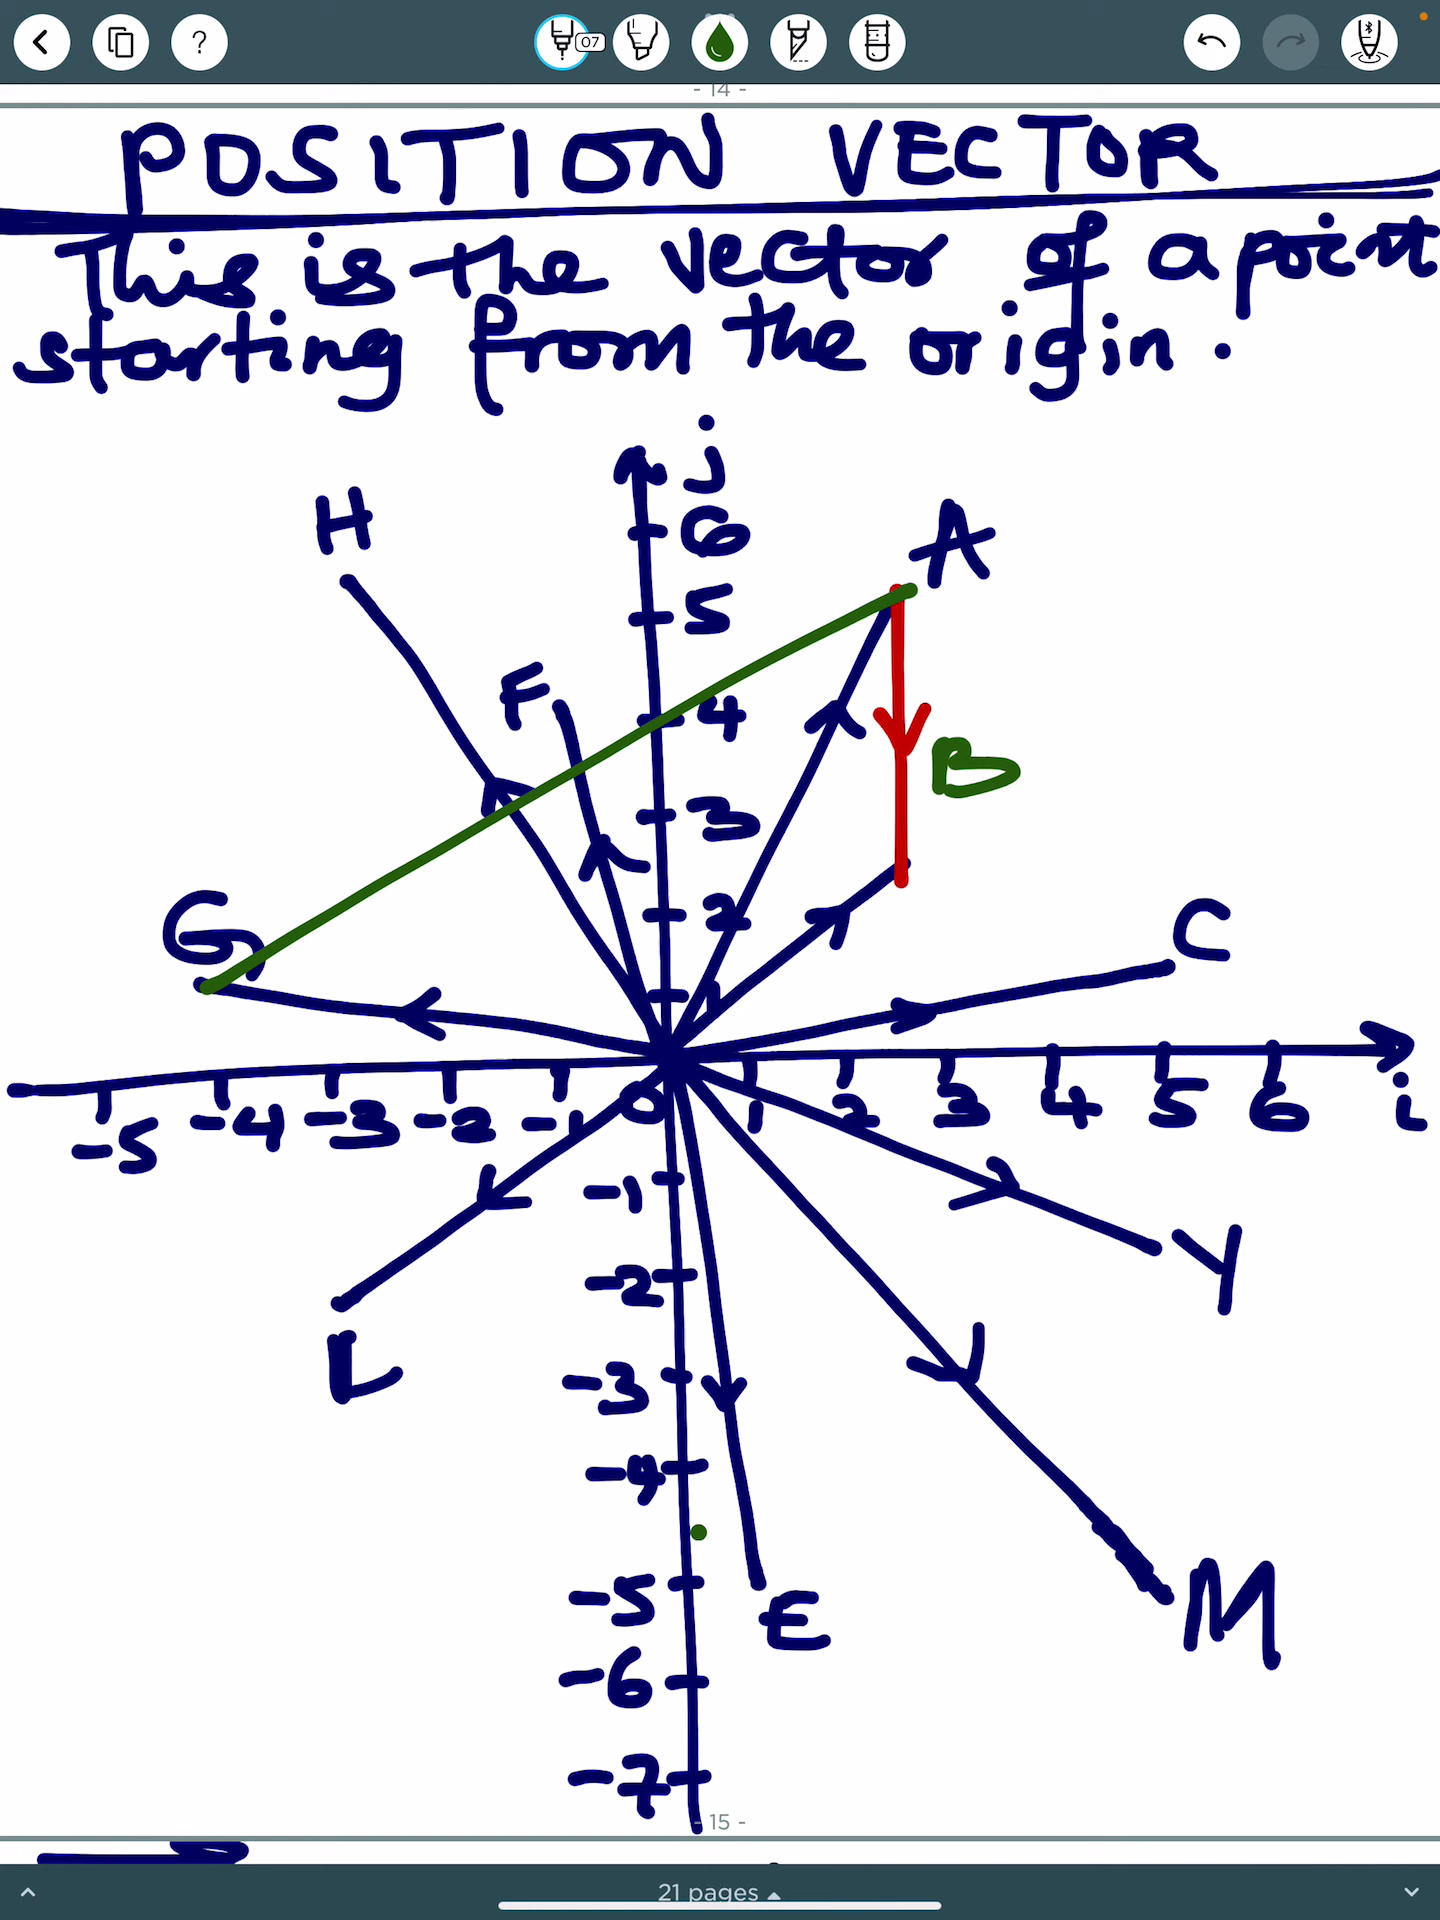 07
- 14 -
POSITION VECTOR
This is the vector of a point
starting from the origin.
j
H
6
A
5
F
4
B
3
G
2
C
1
-5 -4 -3 -2 -1 0 1 2 3 4 5 6 i
-1
Y
-2
L
-3
-4
-5
E
M
-6
-7
- 15 -
21 pages